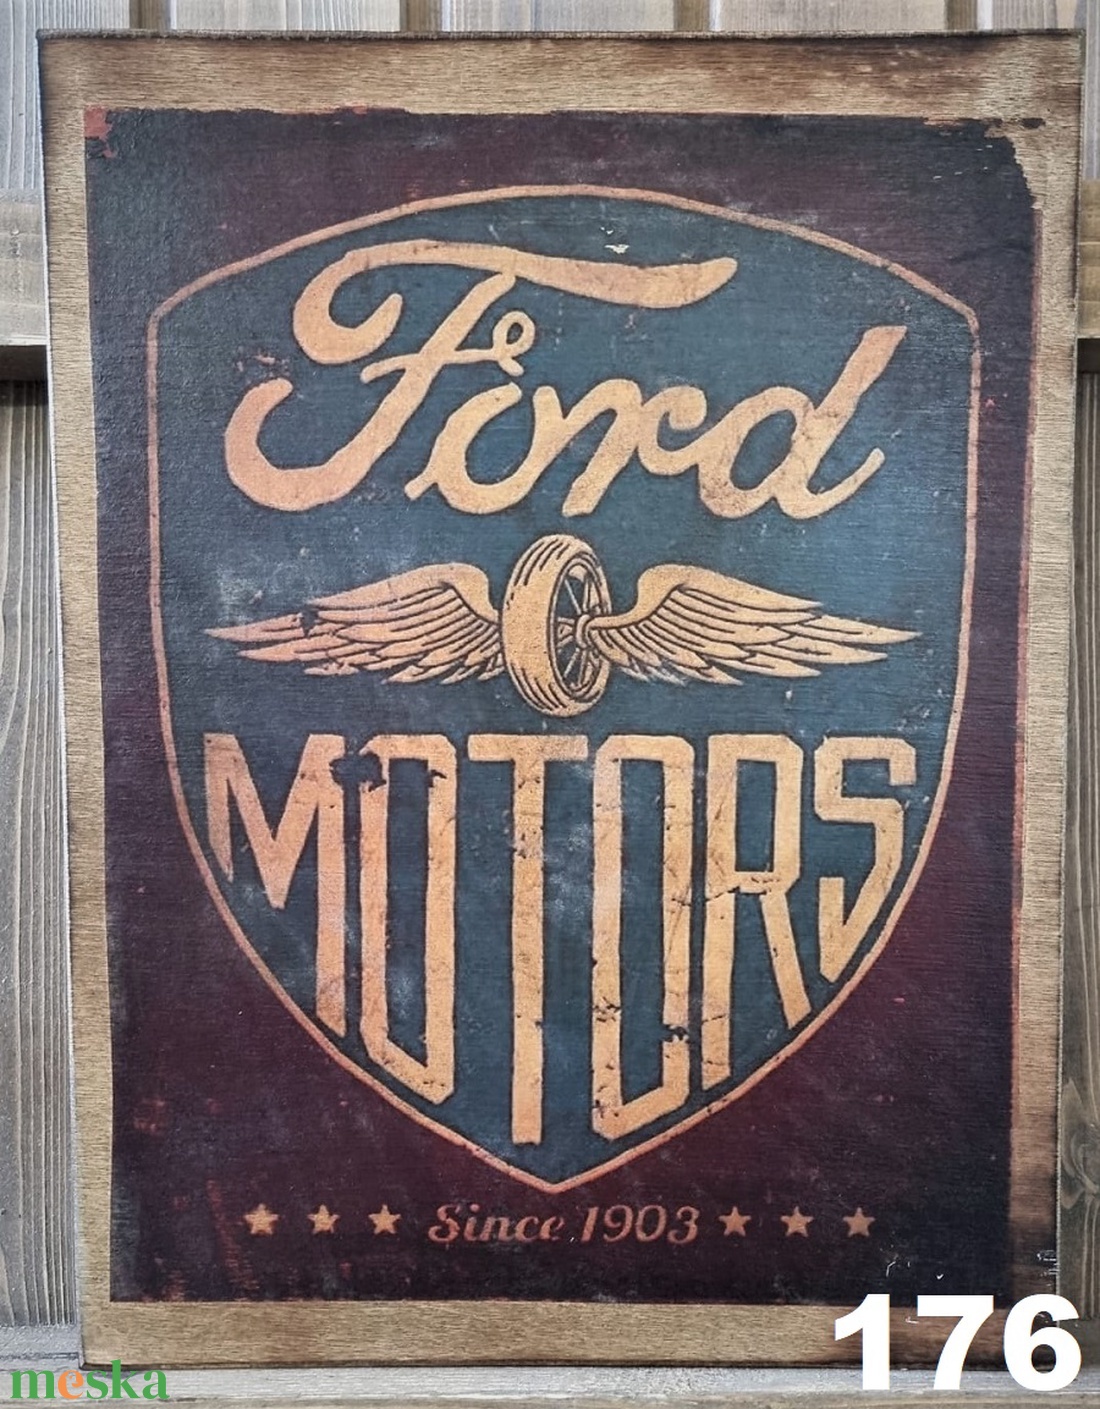 Ford
MOTORS
Since 1903
176
meska